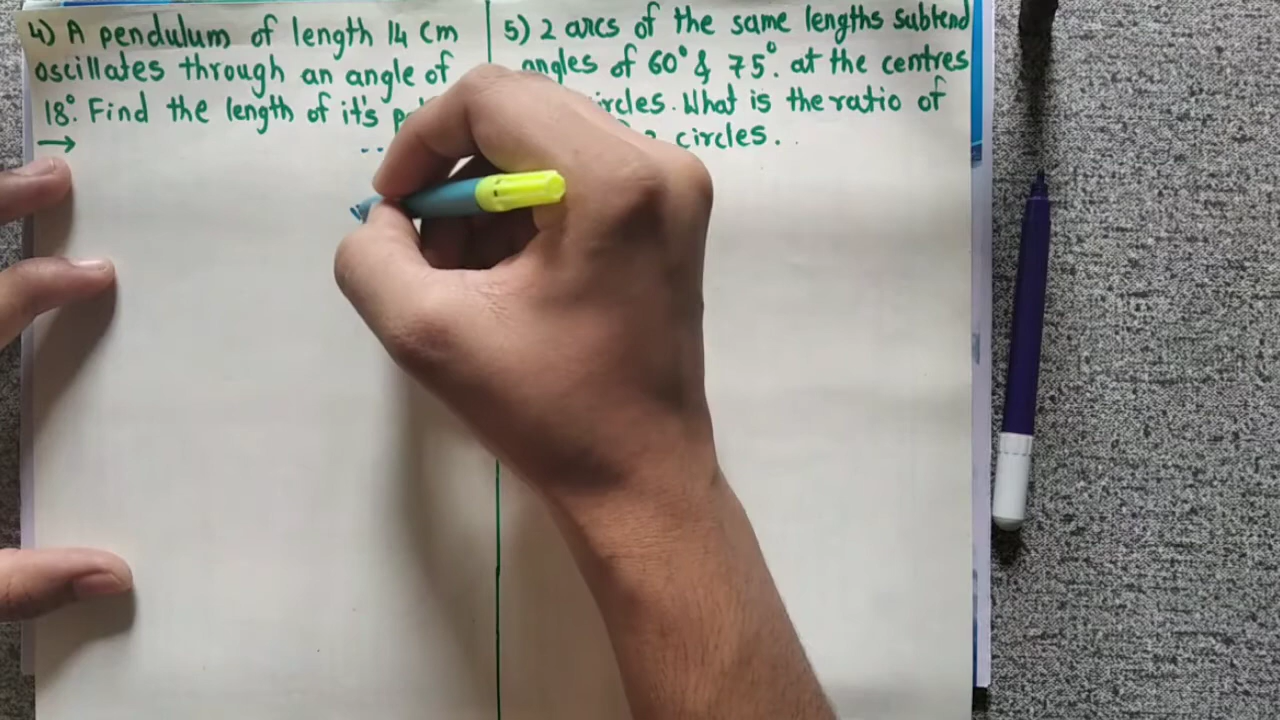 4) A pendulum of length 14 cm
oscillates through an angle of
18°. Find the length of it's
→
5) 2 arcs of the same lengths subtend
angles of 60° & 75°. at the centres
What is the ratio of
circles.